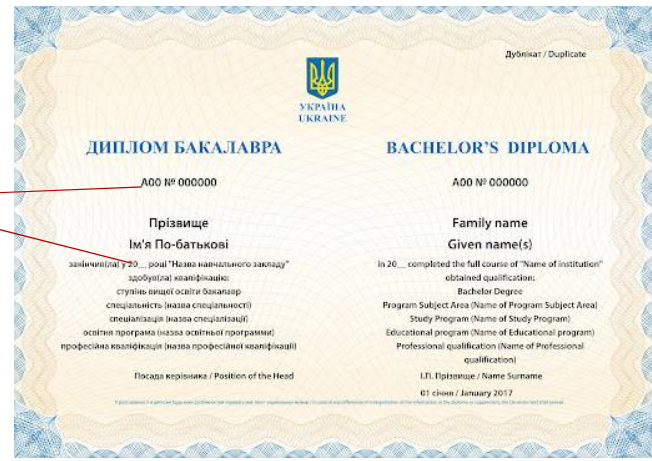 Дублікат / Duplicate
УКРАЇНА
UKRAINE
ДИПЛОМ БАКАЛАВРА
А00 № 000000
Прізвище
Ім'я По-батькові
закінчив(ла) у 20__ році "Назва навчального закладу"
здобув(ла) кваліфікацію:
ступінь вищої освіти бакалавр
спеціальність (назва спеціальності)
спеціалізація (назва спеціалізації)
освітня програма (назва освітньої программи)
професійна кваліфікація (назва професійної кваліфікації)
Посада керівника / Position of the Head
BACHELOR'S DIPLOMA
A00 № 000000
Family name
Given name(s)
in 20__ completed the full course of "Name of institution"
obtained qualification:
Bachelor Degree
Program Subject Area (Name of Program Subject Area)
Study Program (Name of Study Program)
Educational program (Name of Educational program)
Professional qualification (Name of Professional
qualification)
І.П. Прізвище / Name Surname
01 січня / January 2017